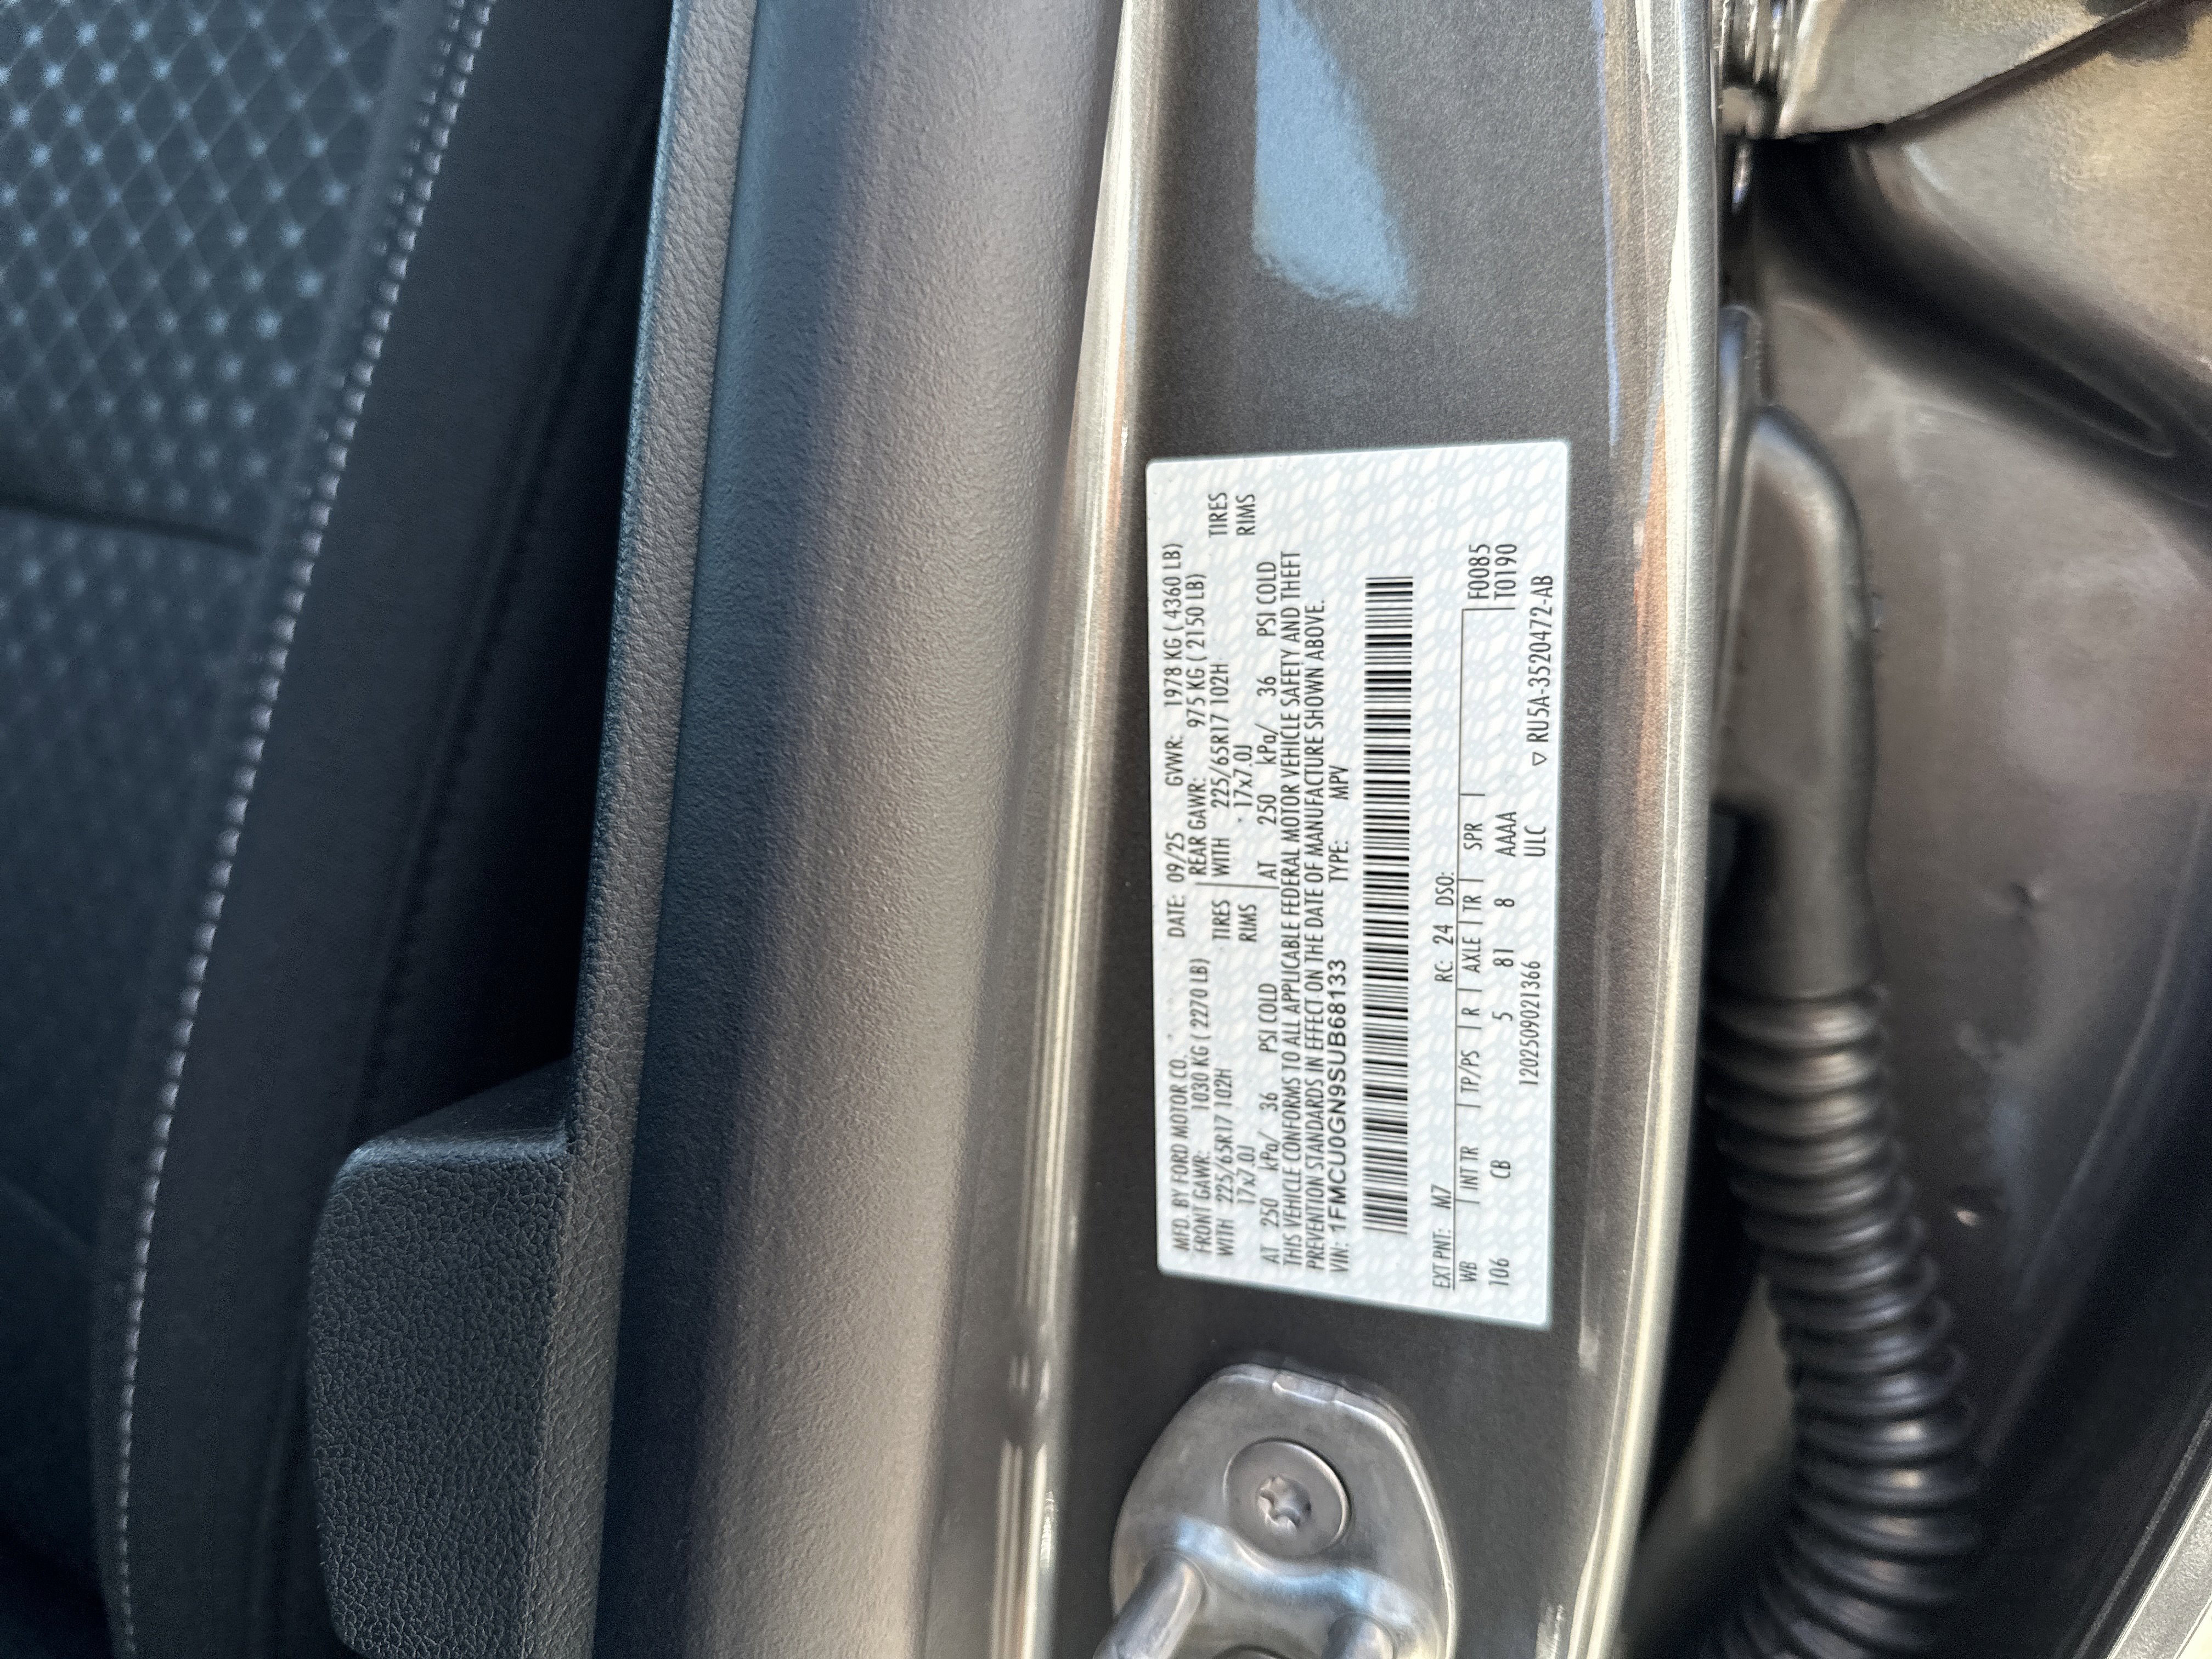 MFD. BY FORD MOTOR CO. DATE: 09/25 GVWR: 1978 KG ( 4360 LB)
FRONT GAWR: 1030 KG ( 2270 LB) REAR GAWR: 975 KG ( 2150 LB)
WITH 225/65R17 102H TIRES WITH 225/65R17 102H TIRES
17x7.0J RIMS 17x7.0J RIMS
AT 250 kPa/ 36 PSI COLD AT 250 kPa/ 36 PSI COLD
THIS VEHICLE CONFORMS TO ALL APPLICABLE FEDERAL MOTOR VEHICLE SAFETY AND THEFT
PREVENTION STANDARDS IN EFFECT ON THE DATE OF MANUFACTURE SHOWN ABOVE.
VIN: 1FMCU0GN9SUB68133 TYPE: MPV
EXT PNT: M7 RC: 24 DSO:
WB | INT TR | TP/PS | R | AXLE | TR | SPR | F0085
106 CB 5 81 8 AAAA T0190
1202509021366 ULC ▽ RU5A-3520472-AB